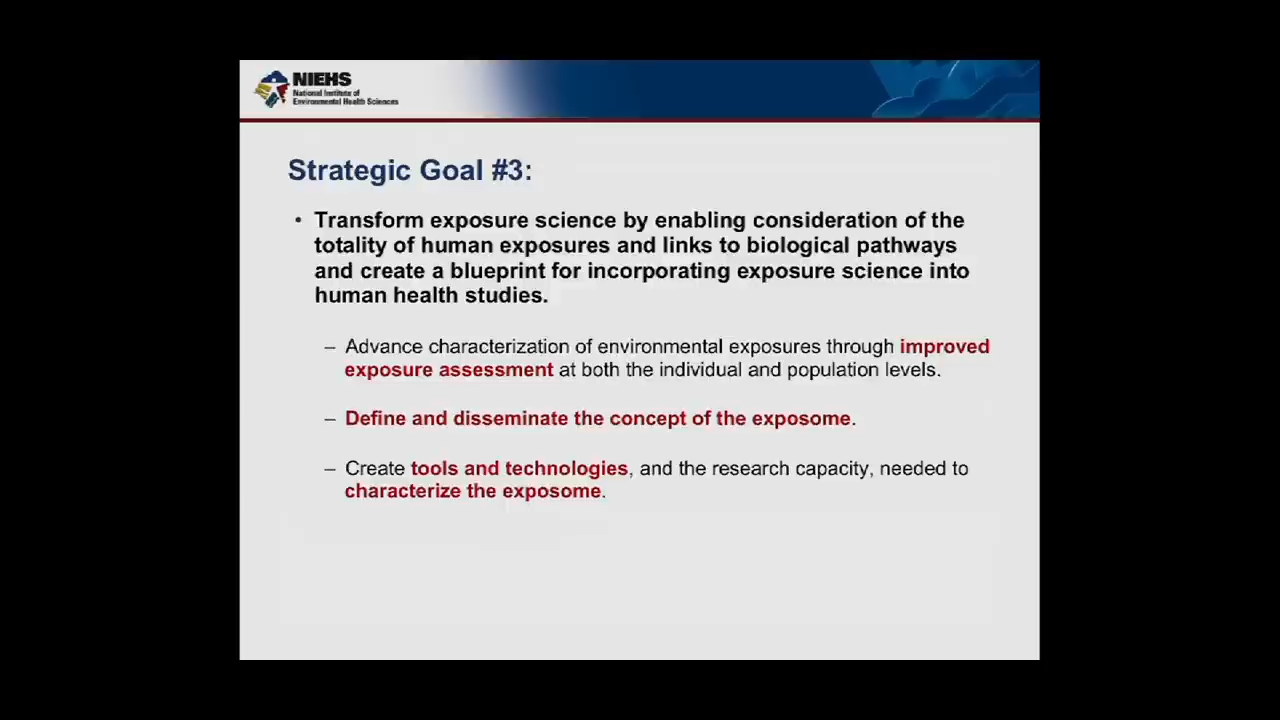 NIEHS
National Institute of
Environmental Health Sciences
Strategic Goal #3:
• Transform exposure science by enabling consideration of the
totality of human exposures and links to biological pathways
and create a blueprint for incorporating exposure science into
human health studies.
– Advance characterization of environmental exposures through improved
exposure assessment at both the individual and population levels.
– Define and disseminate the concept of the exposome.
– Create tools and technologies, and the research capacity, needed to
characterize the exposome.